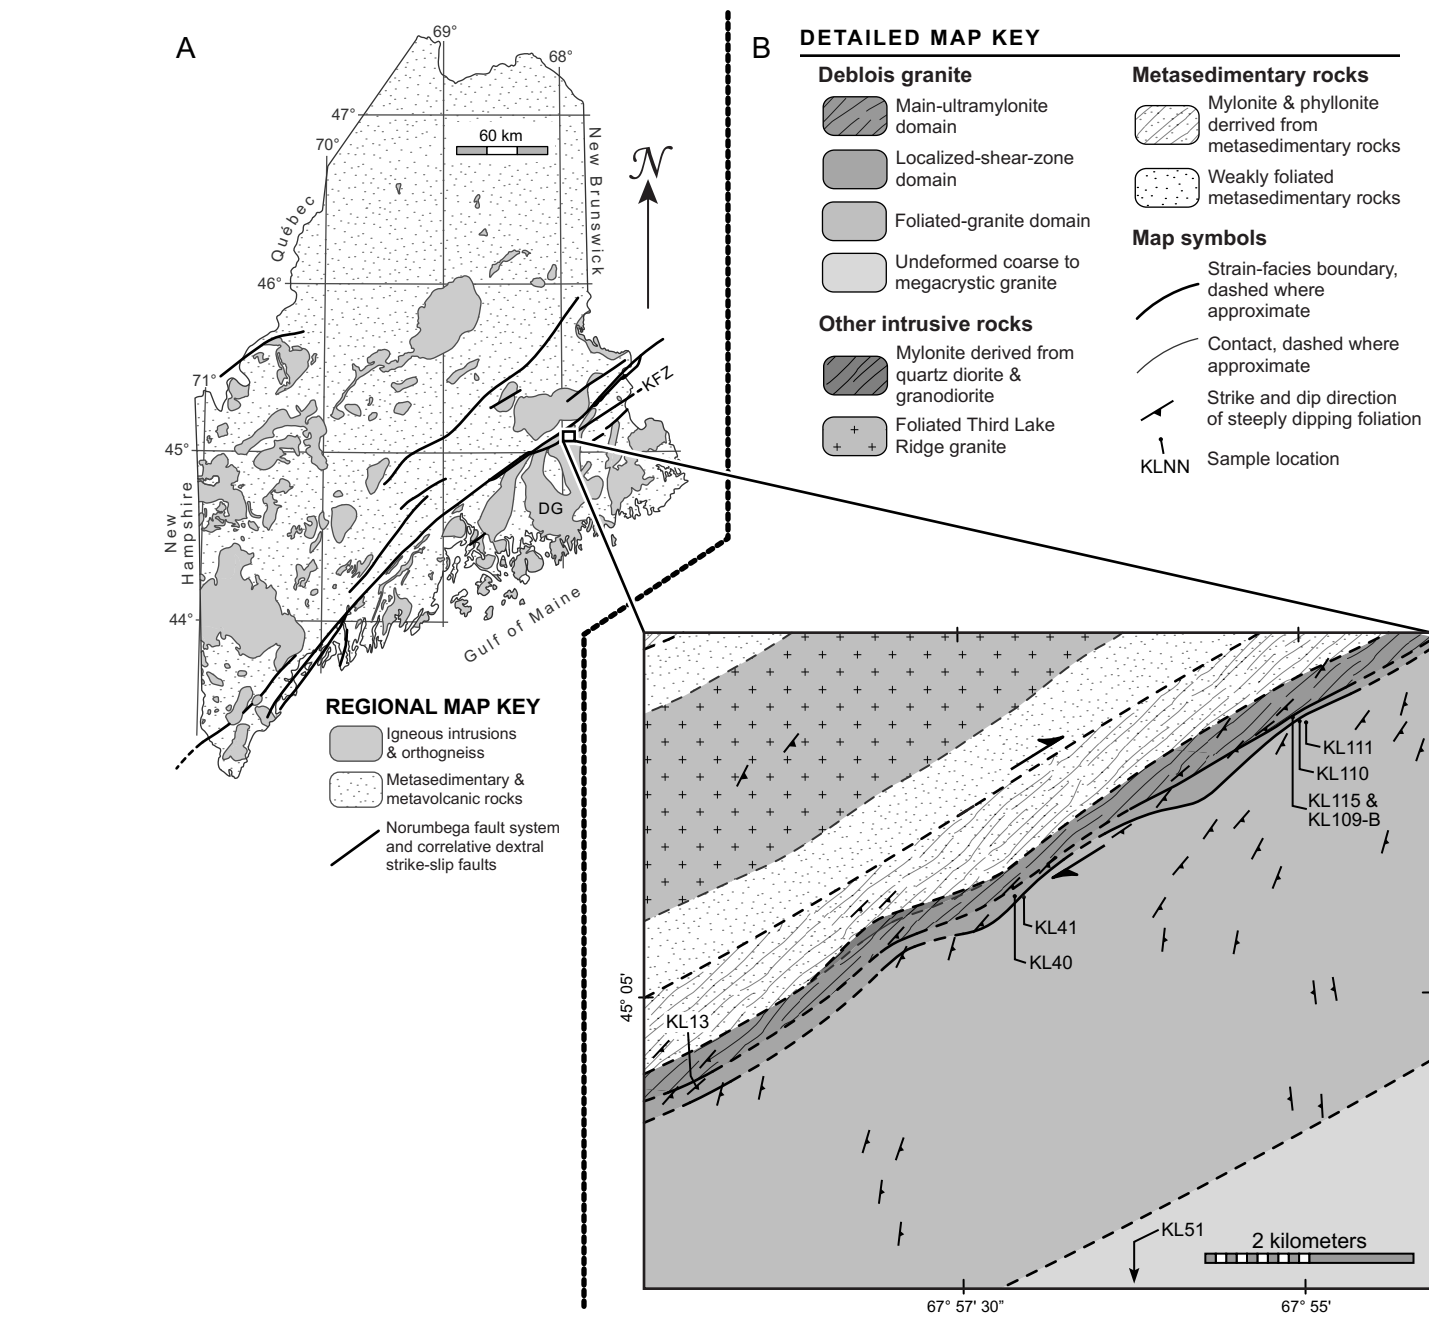 A
69°
68°
47°
70°
60 km
N
New Brunswick
Québec
46°
71°
KFZ
45°
DG
New
Hampshire
44°
Gulf of Maine
REGIONAL MAP KEY
Igneous intrusions
& orthogneiss
Metasedimentary &
metavolcanic rocks
Norumbega fault system
and correlative dextral
strike-slip faults
B
DETAILED MAP KEY
Deblois granite
Main-ultramylonite
domain
Localized-shear-zone
domain
Foliated-granite domain
Undeformed coarse to
megacrystic granite
Other intrusive rocks
Mylonite derived from
quartz diorite &
granodiorite
Foliated Third Lake
Ridge granite
Metasedimentary rocks
Mylonite & phyllonite
derrived from
metasedimentary rocks
Weakly foliated
metasedimentary rocks
Map symbols
Strain-facies boundary,
dashed where
approximate
Contact, dashed where
approximate
Strike and dip direction
of steeply dipping foliation
KLNN
Sample location
KL111
KL110
KL115 &
KL109-B
KL41
KL40
45° 05'
KL13
KL51
2 kilometers
67° 57' 30"
67° 55'